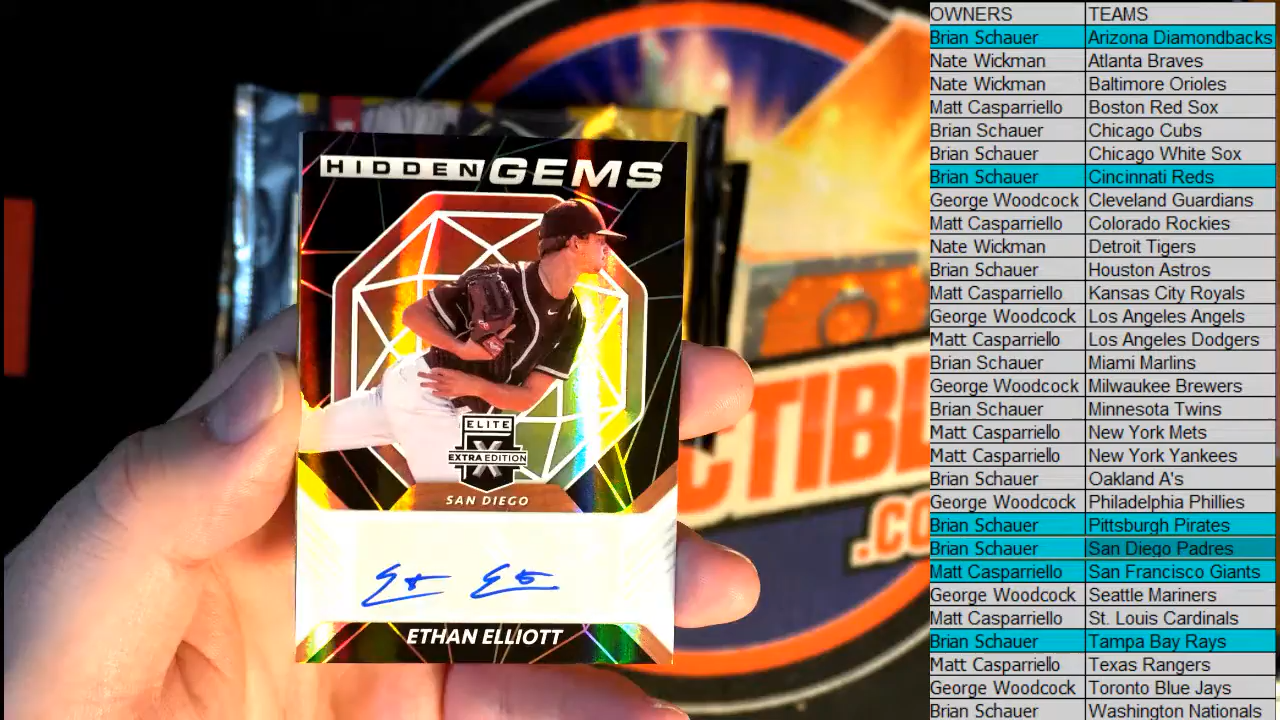 HIDDEN GEMS
ELITE
EXTRA EDITION
SAN DIEGO
ETHAN ELLIOTT
CTIBL
.CO
OWNERS TEAMS
Brian Schauer Arizona Diamondbacks
Nate Wickman Atlanta Braves
Nate Wickman Baltimore Orioles
Matt Casparriello Boston Red Sox
Brian Schauer Chicago Cubs
Brian Schauer Chicago White Sox
Brian Schauer Cincinnati Reds
George Woodcock Cleveland Guardians
Matt Casparriello Colorado Rockies
Nate Wickman Detroit Tigers
Brian Schauer Houston Astros
Matt Casparriello Kansas City Royals
George Woodcock Los Angeles Angels
Matt Casparriello Los Angeles Dodgers
Brian Schauer Miami Marlins
George Woodcock Milwaukee Brewers
Brian Schauer Minnesota Twins
Matt Casparriello New York Mets
Matt Casparriello New York Yankees
Brian Schauer Oakland A's
George Woodcock Philadelphia Phillies
Brian Schauer Pittsburgh Pirates
Brian Schauer San Diego Padres
Matt Casparriello San Francisco Giants
George Woodcock Seattle Mariners
Matt Casparriello St. Louis Cardinals
Brian Schauer Tampa Bay Rays
Matt Casparriello Texas Rangers
George Woodcock Toronto Blue Jays
Brian Schauer Washington Nationals